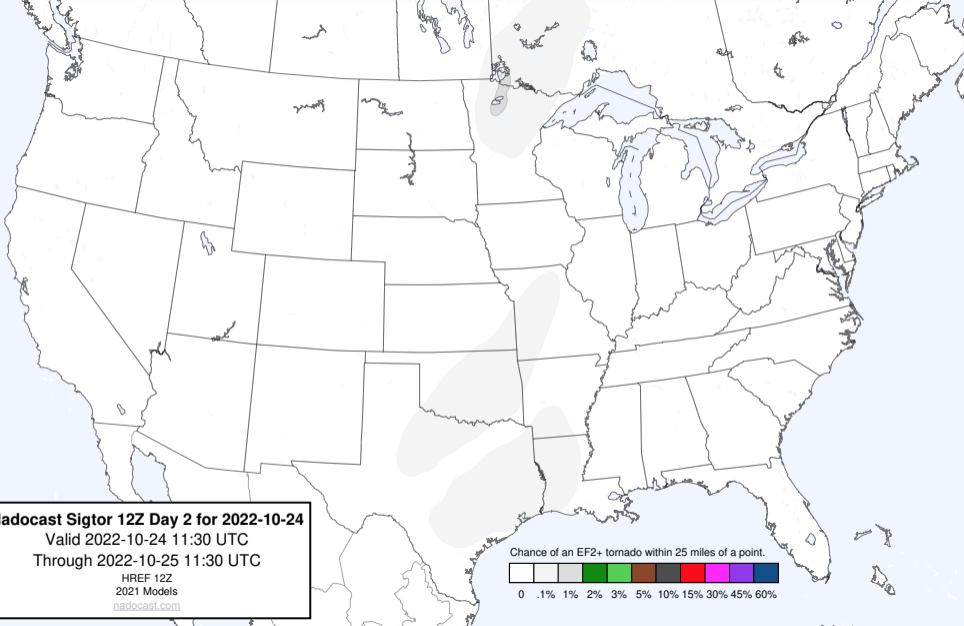 adocast Sigtor 12Z Day 2 for 2022-10-24
Valid 2022-10-24 11:30 UTC
Through 2022-10-25 11:30 UTC
HREF 12Z
2021 Models
nadocast.com
Chance of an EF2+ tornado within 25 miles of a point.
0 .1% 1% 2% 3% 5% 10% 15% 30% 45% 60%